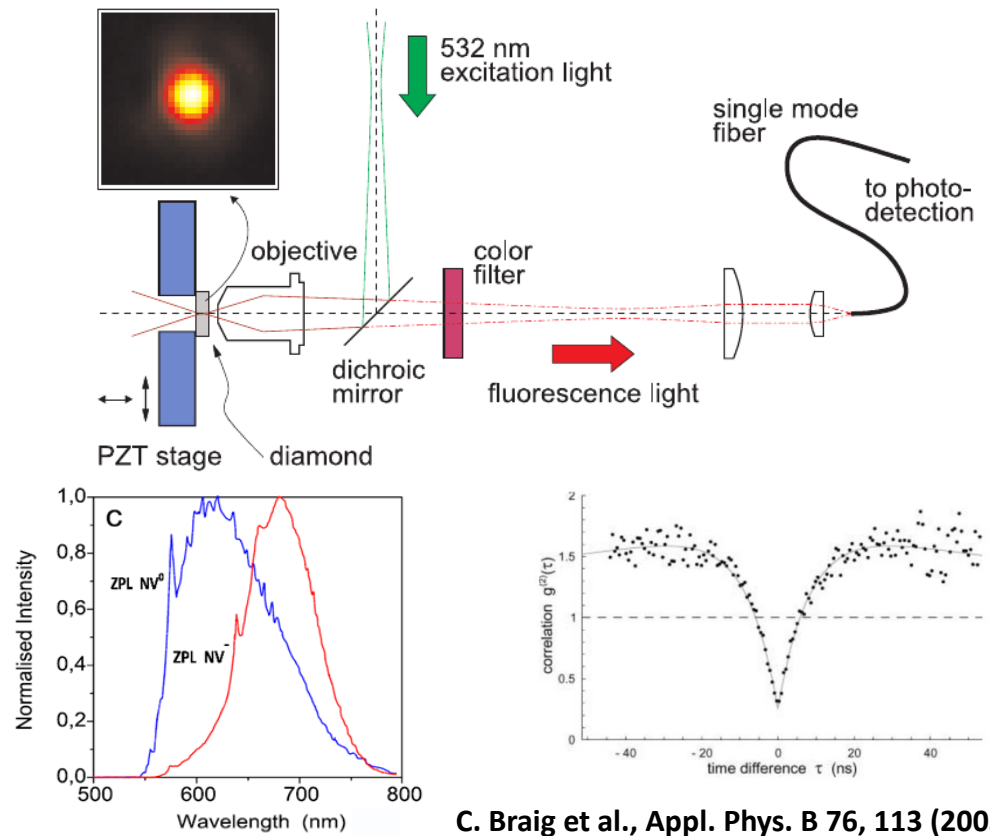 532 nm
excitation light
single mode
fiber
to photo-
detection
objective
color
filter
dichroic
mirror
fluorescence light
PZT stage
diamond
C
Normalised Intensity
1,0
0,8
0,6
0,4
0,2
0,0
ZPL NV⁰
ZPL NV⁻
500
600
700
800
Wavelength (nm)
correlation g⁽²⁾(τ)
2
1.5
1
0.5
0
- 40
- 20
0
20
40
time difference τ (ns)
C. Braig et al., Appl. Phys. B 76, 113 (200